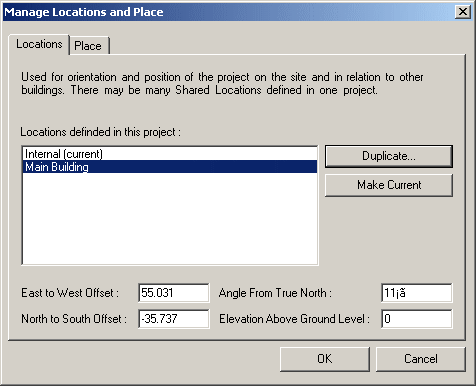 Manage Locations and Place
Locations
Place
Used for orientation and position of the project on the site and in relation to other
buildings. There may be many Shared Locations defined in one project.
Locations definded in this project :
Internal (current)
Main Building
Duplicate...
Make Current
East to West Offset :
55.031
Angle From True North :
11¡ã
North to South Offset :
-35.737
Elevation Above Ground Level :
0
OK
Cancel